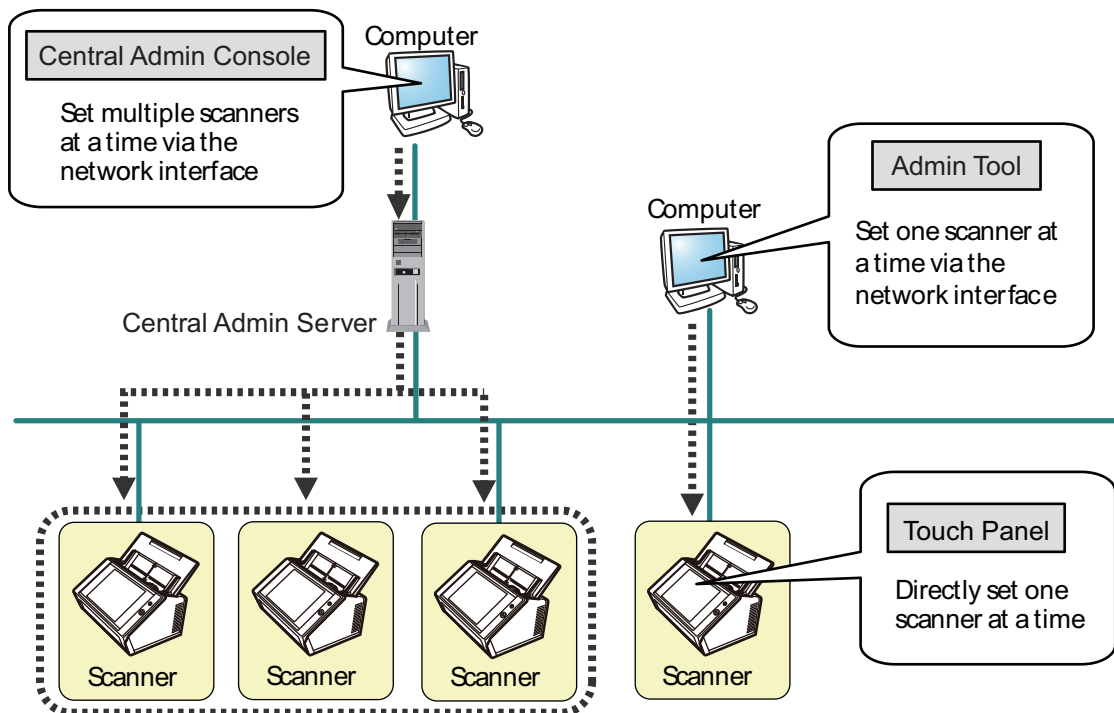 Computer
Central Admin Console
Set multiple scanners
at a time via the
network interface
Computer
Admin Tool
Set one scanner at
a time via the
network interface
Central Admin Server
Touch Panel
Directly set one
scanner at a time
Scanner
Scanner
Scanner
Scanner